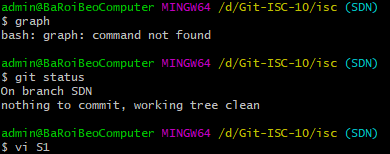 admin@BaRoiBeoComputer MINGW64 /d/Git-ISC-10/isc (SDN)
$ graph
bash: graph: command not found
admin@BaRoiBeoComputer MINGW64 /d/Git-ISC-10/isc (SDN)
$ git status
On branch SDN
nothing to commit, working tree clean
admin@BaRoiBeoComputer MINGW64 /d/Git-ISC-10/isc (SDN)
$ vi S1